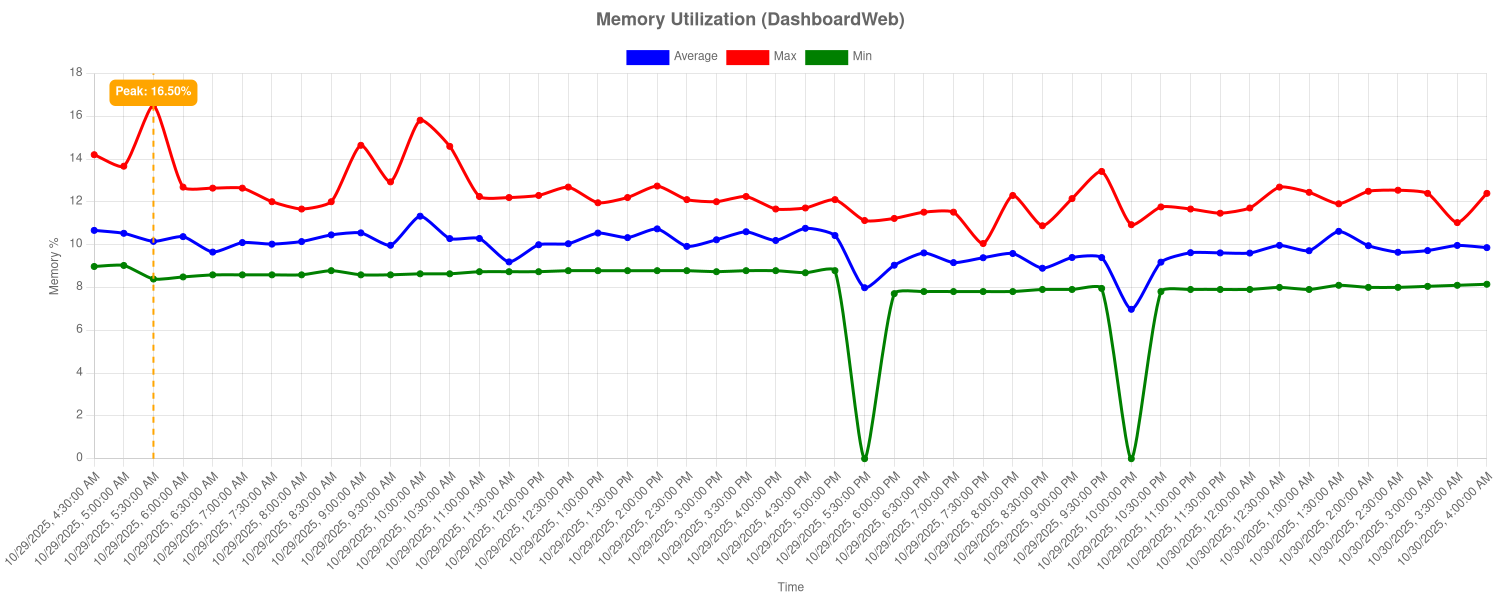 Memory Utilization (DashboardWeb)
Average Max Min
Peak: 16.50%
18
16
14
12
10
8
6
4
2
0
Memory %
10/29/2025, 4:30:00 AM
10/29/2025, 5:00:00 AM
10/29/2025, 5:30:00 AM
10/29/2025, 6:00:00 AM
10/29/2025, 6:30:00 AM
10/29/2025, 7:00:00 AM
10/29/2025, 7:30:00 AM
10/29/2025, 8:00:00 AM
10/29/2025, 8:30:00 AM
10/29/2025, 9:00:00 AM
10/29/2025, 9:30:00 AM
10/29/2025, 10:00:00 AM
10/29/2025, 10:30:00 AM
10/29/2025, 11:00:00 AM
10/29/2025, 11:30:00 AM
10/29/2025, 12:00:00 PM
10/29/2025, 12:30:00 PM
10/29/2025, 1:00:00 PM
10/29/2025, 1:30:00 PM
10/29/2025, 2:00:00 PM
10/29/2025, 2:30:00 PM
10/29/2025, 3:00:00 PM
10/29/2025, 3:30:00 PM
10/29/2025, 4:00:00 PM
10/29/2025, 4:30:00 PM
10/29/2025, 5:00:00 PM
10/29/2025, 5:30:00 PM
10/29/2025, 6:00:00 PM
10/29/2025, 6:30:00 PM
10/29/2025, 7:00:00 PM
10/29/2025, 7:30:00 PM
10/29/2025, 8:00:00 PM
10/29/2025, 8:30:00 PM
10/29/2025, 9:00:00 PM
10/29/2025, 9:30:00 PM
10/29/2025, 10:00:00 PM
10/29/2025, 10:30:00 PM
10/29/2025, 11:00:00 PM
10/29/2025, 11:30:00 PM
10/30/2025, 12:00:00 AM
10/30/2025, 12:30:00 AM
10/30/2025, 1:00:00 AM
10/30/2025, 1:30:00 AM
10/30/2025, 2:00:00 AM
10/30/2025, 2:30:00 AM
10/30/2025, 3:00:00 AM
10/30/2025, 3:30:00 AM
10/30/2025, 4:00:00 AM
Time